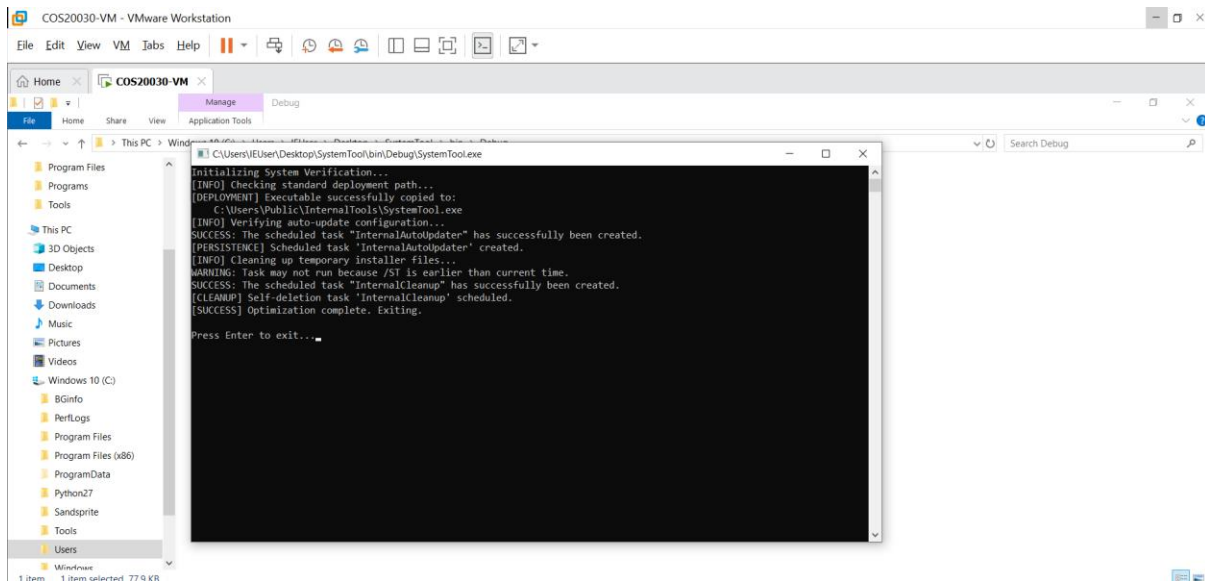 COS20030-VM - VMware Workstation
File Edit View VM Tabs Help
Home COS20030-VM
Manage Debug
File Home Share View Application Tools
This PC Search Debug
C:\Users\IEUser\Desktop\SystemTool\bin\Debug\SystemTool.exe
Program Files
Programs
Tools
This PC
3D Objects
Desktop
Documents
Downloads
Music
Pictures
Videos
Windows 10 (C:)
BGinfo
PerfLogs
Program Files
Program Files (x86)
ProgramData
Python27
Sandsprite
Tools
Users
Windows
1 item 1 item selected 77.9 KB
Initializing System Verification...
[INFO] Checking standard deployment path...
[DEPLOYMENT] Executable successfully copied to:
C:\Users\Public\InternalTools\SystemTool.exe
[INFO] Verifying auto-update configuration...
SUCCESS: The scheduled task "InternalAutoUpdater" has successfully been created.
[PERSISTENCE] Scheduled task 'InternalAutoUpdater' created.
[INFO] Cleaning up temporary installer files...
WARNING: Task may not run because /ST is earlier than current time.
SUCCESS: The scheduled task "InternalCleanup" has successfully been created.
[CLEANUP] Self-deletion task 'InternalCleanup' scheduled.
[SUCCESS] Optimization complete. Exiting.
Press Enter to exit...